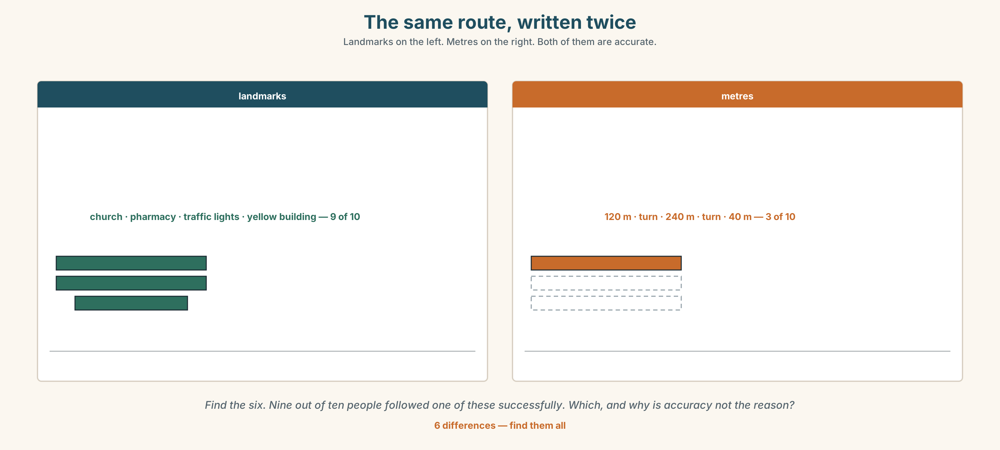 The same route, written twice
Landmarks on the left. Metres on the right. Both of them are accurate.
landmarks
church · pharmacy · traffic lights · yellow building — 9 of 10
metres
120 m · turn · 240 m · turn · 40 m — 3 of 10
Find the six. Nine out of ten people followed one of these successfully. Which, and why is accuracy not the reason?
6 differences — find them all